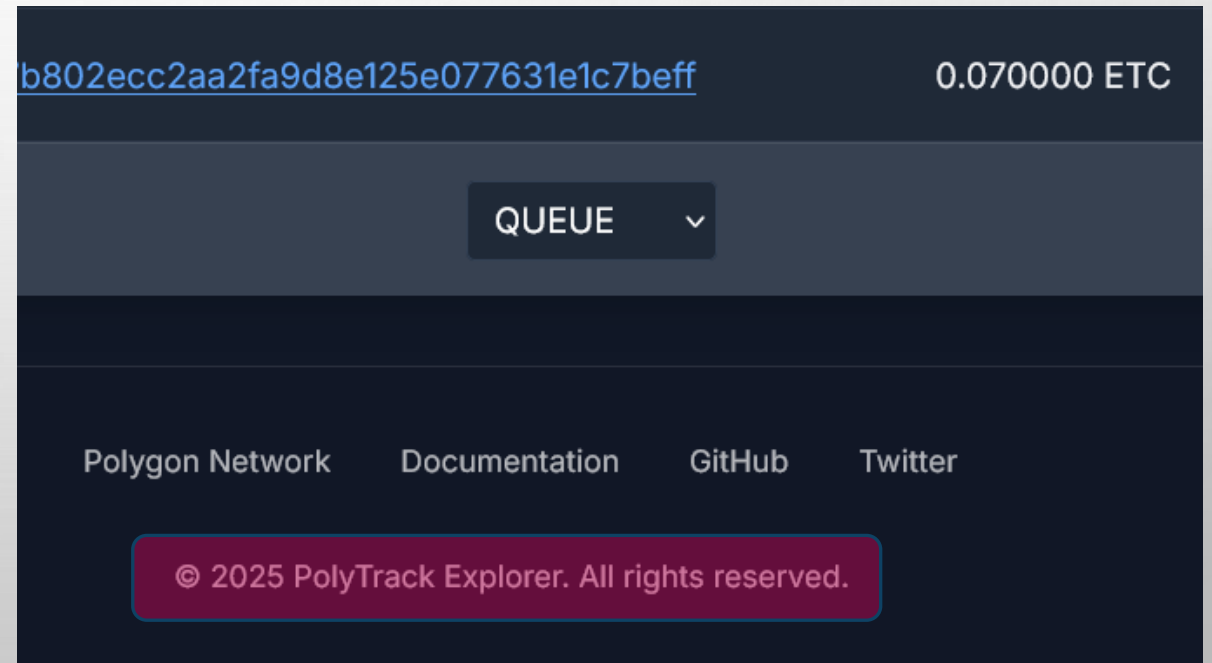 b802ecc2aa2fa9d8e125e077631e1c7beff 0.070000 ETC
QUEUE
Polygon Network Documentation GitHub Twitter
© 2025 PolyTrack Explorer. All rights reserved.